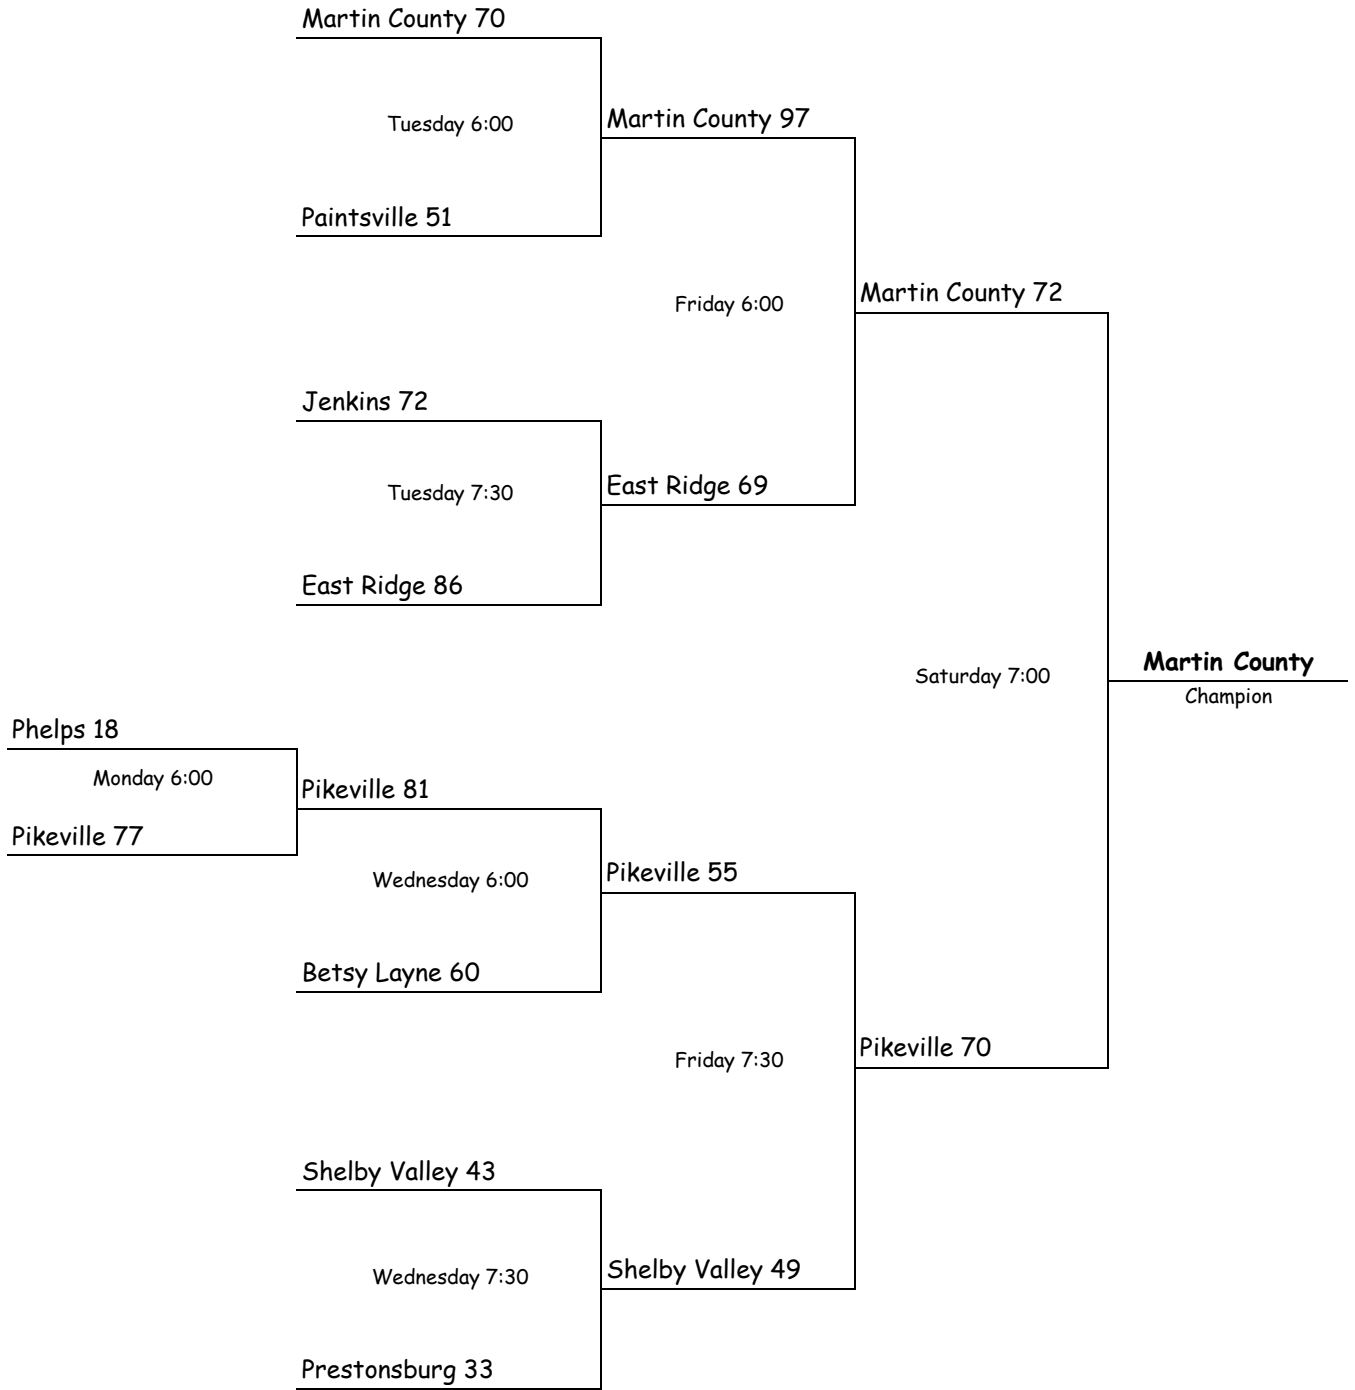 Martin County 70
Tuesday 6:00
Martin County 97
Paintsville 51
Friday 6:00
Martin County 72
Jenkins 72
Tuesday 7:30
East Ridge 69
East Ridge 86
Saturday 7:00
Martin County
Champion
Phelps 18
Monday 6:00
Pikeville 81
Pikeville 77
Wednesday 6:00
Pikeville 55
Betsy Layne 60
Friday 7:30
Pikeville 70
Shelby Valley 43
Wednesday 7:30
Shelby Valley 49
Prestonsburg 33